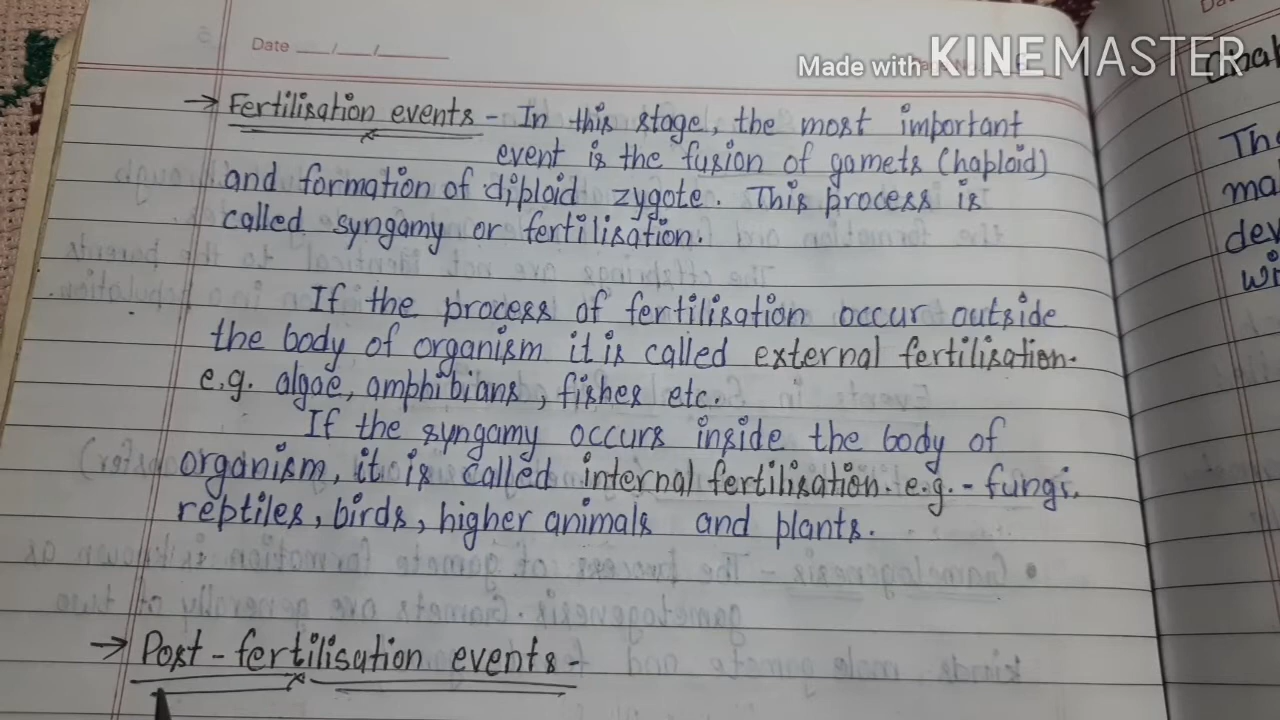 Date __/__/____
Made with KINEMASTER
→ Fertilisation events - In this stage, the most important
event is the fusion of gamets (haploid)
and formation of diploid zygote. This process is
called syngamy or fertilisation.
If the process of fertilisation occur outside
the body of organism it is called external fertilisation.
e.g. algae, amphibians, fishes etc.
If the syngamy occurs inside the body of
organism, it is called internal fertilisation. e.g. - fungi,
reptiles, birds, higher animals and plants.
→ Post-fertilisation events -